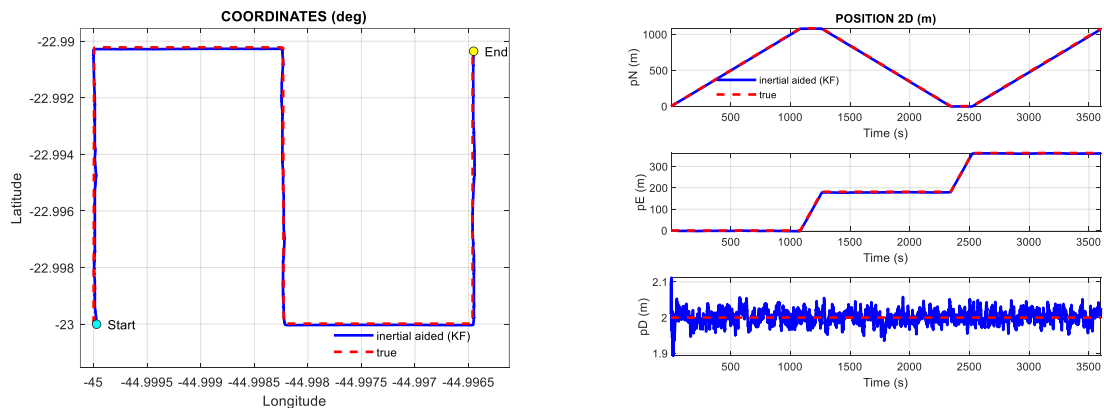 COORDINATES (deg)
-22.99
-22.992
-22.994
-22.996
-22.998
-23
Latitude
End
Start
inertial aided (KF)
true
-45 -44.9995 -44.999 -44.9985 -44.998 -44.9975 -44.997 -44.9965
Longitude
POSITION 2D (m)
1000
500
0
pN (m)
inertial aided (KF)
true
500 1000 1500 2000 2500 3000 3500
Time (s)
300
200
100
0
pE (m)
500 1000 1500 2000 2500 3000 3500
Time (s)
2.1
2
1.9
pD (m)
500 1000 1500 2000 2500 3000 3500
Time (s)